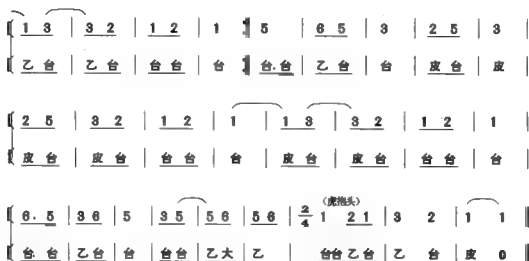 1 3 | 3 2 | 1 2 | 1 :‖ 5 | 6 5 | 3 | 2 5 | 3
乙 台 | 乙 台 | 台 台 | 台 ‖ 台. 台 | 乙 台 | 台 | 皮 台 | 皮
2 5 | 3 2 | 1 2 | 1 | 1 3 | 3 2 | 1 2 | 1
皮 台 | 皮 台 | 台 台 | 台 | 皮 台 | 皮 台 | 台 台 | 台
(虎抱头)
6. 5 | 3 6 | 5 | 3 5 | 5 6 | 5 6 | 2/4 1 2 1 | 3 2 | 1 1
台. 台 | 乙 台 | 台 | 台 台 | 乙 大 | 乙 | 台台 乙 台 | 乙 台 | 皮 0